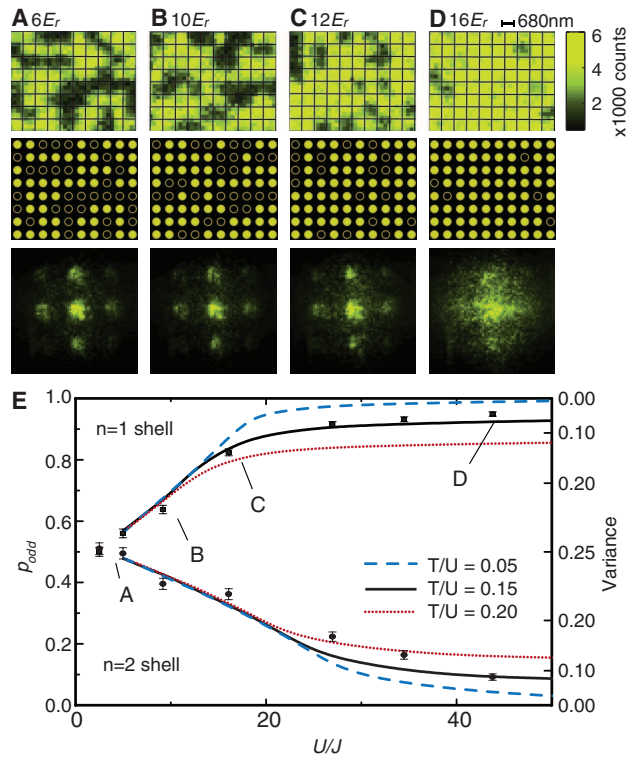 A 6Eᵣ B 10Eᵣ C 12Eᵣ D 16Eᵣ 680nm
6
4
2
x1000 counts
E
1.0
0.8
0.6
0.4
0.2
0.0
p_odd
n=1 shell
n=2 shell
A
B
C
D
T/U = 0.05
T/U = 0.15
T/U = 0.20
0.00
0.10
0.20
0.25
0.20
0.10
0.00
Variance
0 20 40
U/J